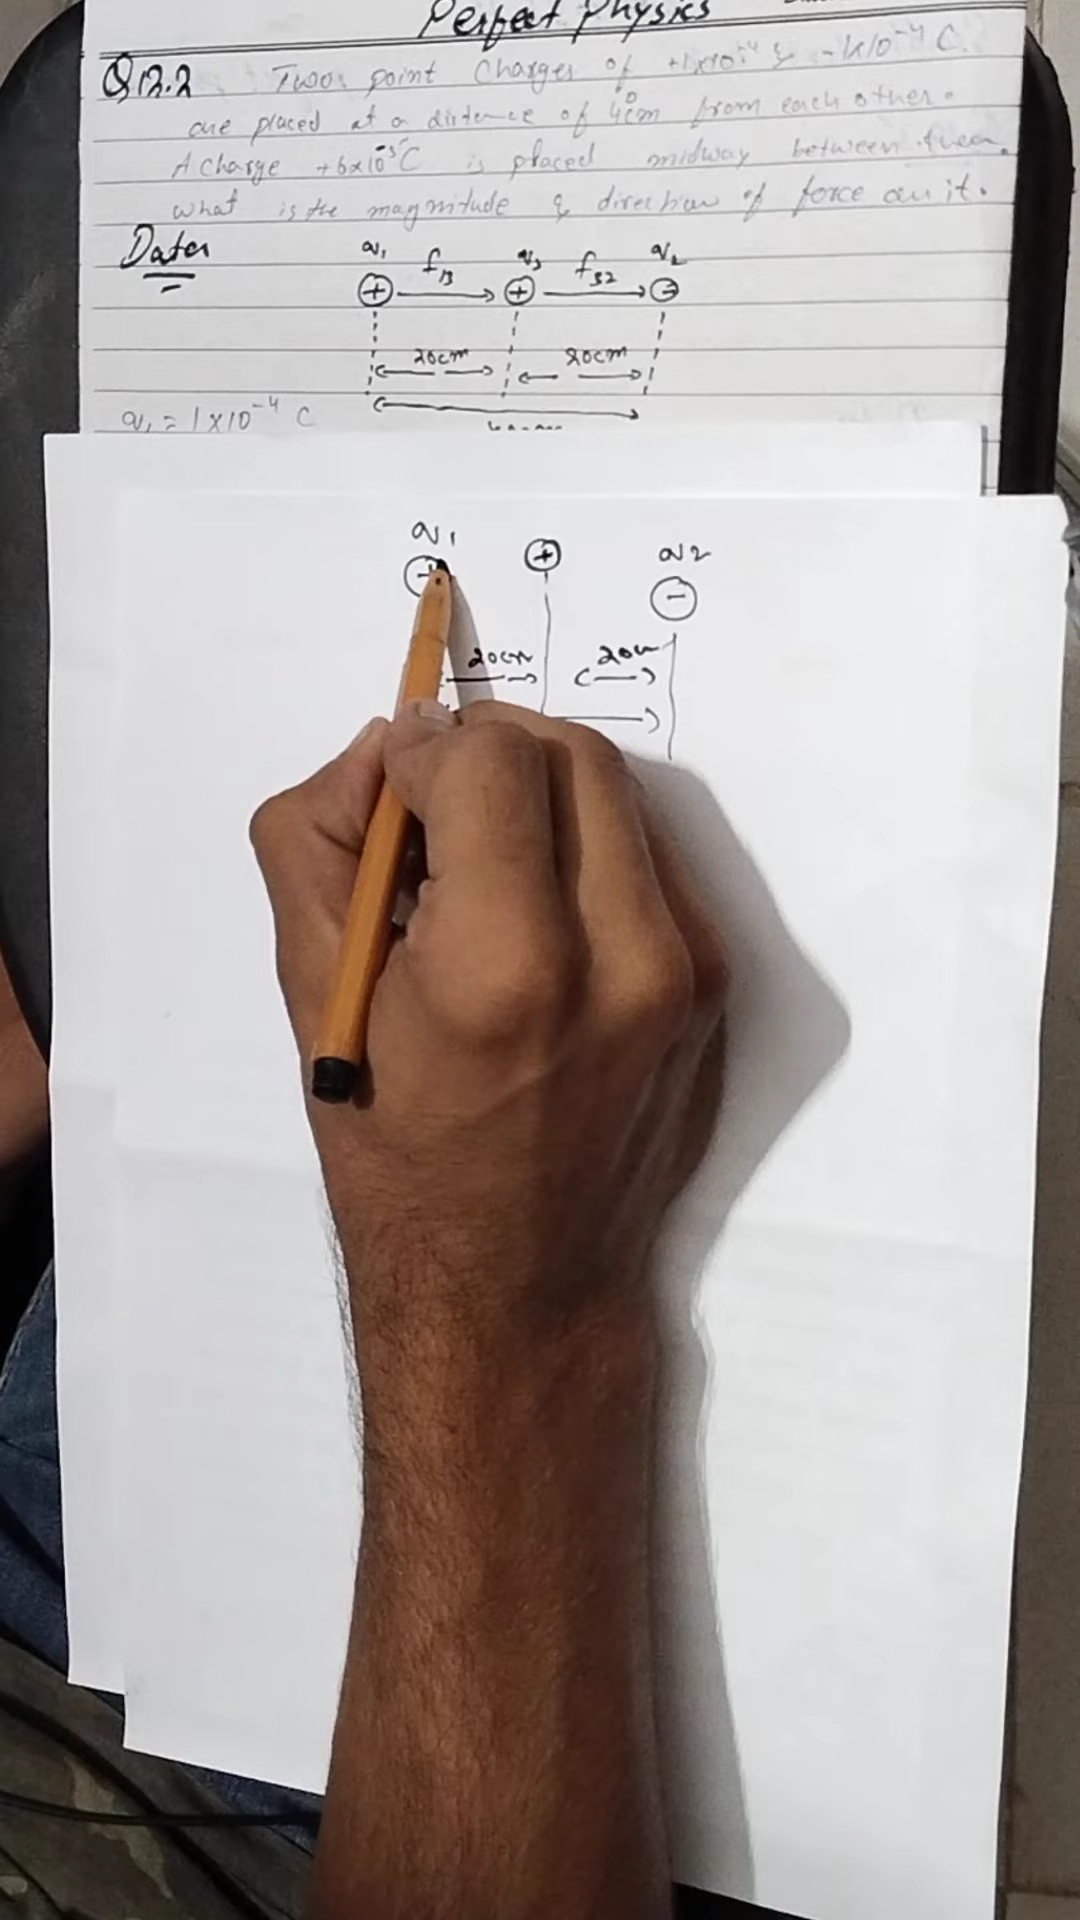 Perfect Physics
Q12.2 Two point Charges of +1x10⁻⁴ & -1x10⁻⁴ C
are placed at a distance of 40cm from each other.
A charge +6x10⁻⁵C is placed midway between them.
what is the magnitude & direction of force on it.
Data
q₁ f₁₃ q₃ f₃₂ q₂
+ + -
20cm 20cm
q₁ = 1x10⁻⁴ C
q₁ + q₂
-
20cm